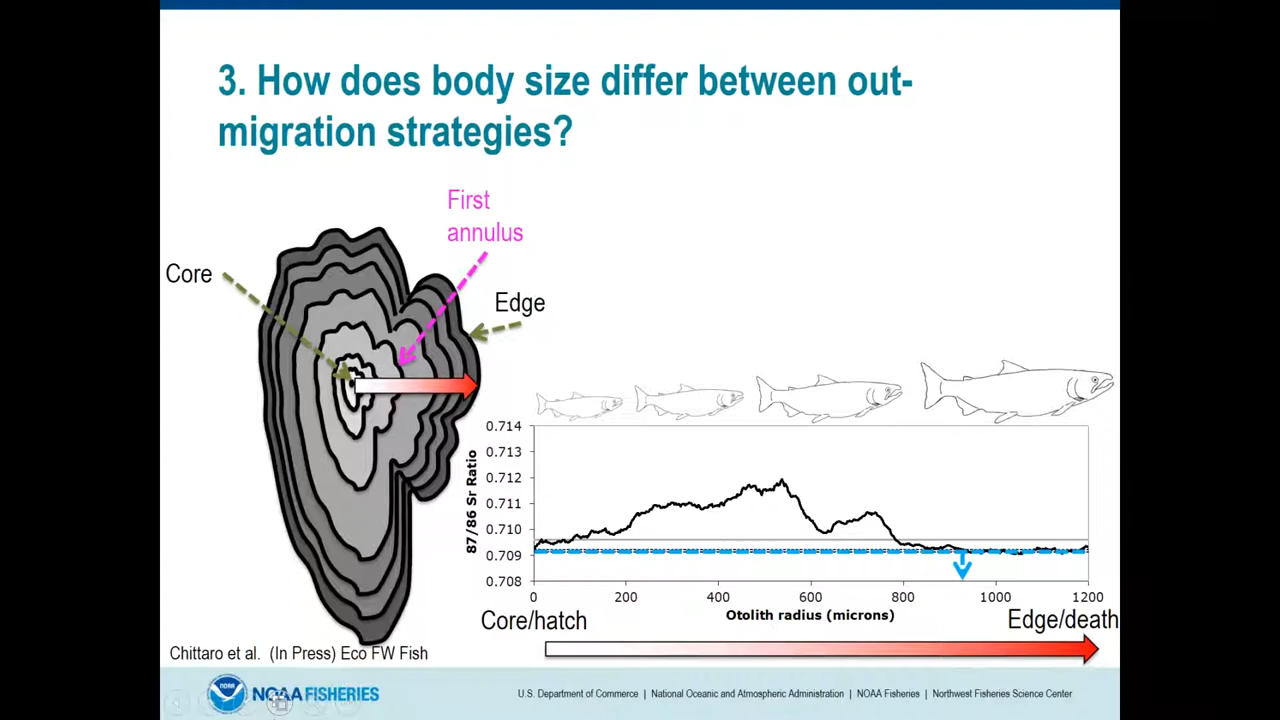 3. How does body size differ between out-
migration strategies?
First
annulus
Core
Edge
0.714
0.713
0.712
0.711
0.710
0.709
0.708
87/86 Sr Ratio
0 200 400 600 800 1000 1200
Otolith radius (microns)
Core/hatch
Edge/death
Chittaro et al. (In Press) Eco FW Fish
NOAA
NOAA FISHERIES
U.S. Department of Commerce | National Oceanic and Atmospheric Administration | NOAA Fisheries | Northwest Fisheries Science Center